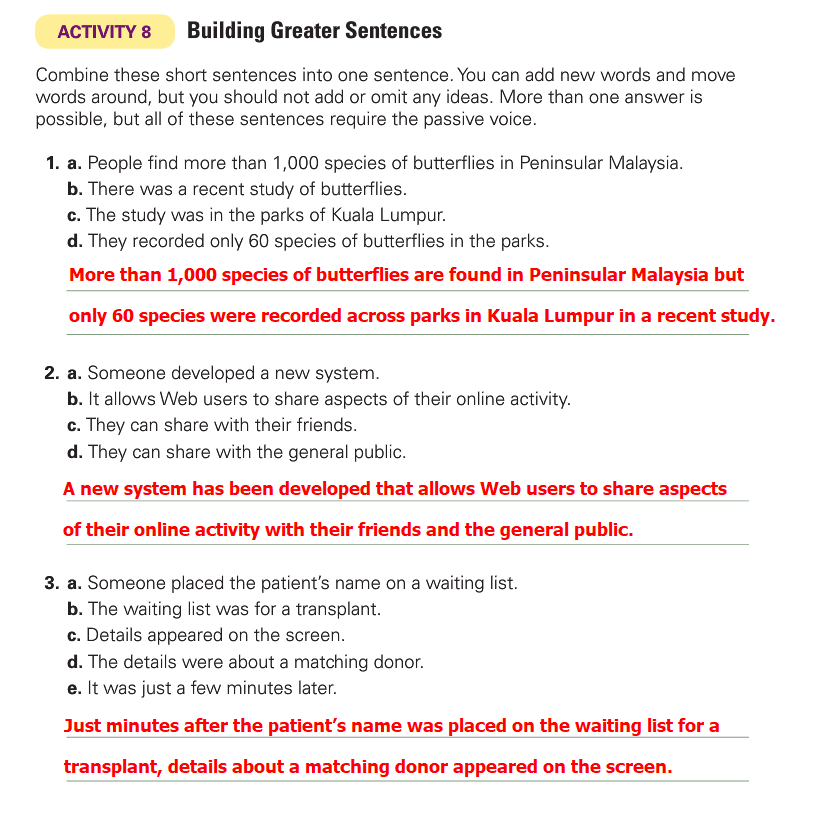 ACTIVITY 8 Building Greater Sentences
Combine these short sentences into one sentence. You can add new words and move
words around, but you should not add or omit any ideas. More than one answer is
possible, but all of these sentences require the passive voice.
1. a. People find more than 1,000 species of butterflies in Peninsular Malaysia.
b. There was a recent study of butterflies.
c. The study was in the parks of Kuala Lumpur.
d. They recorded only 60 species of butterflies in the parks.
More than 1,000 species of butterflies are found in Peninsular Malaysia but
only 60 species were recorded across parks in Kuala Lumpur in a recent study.
2. a. Someone developed a new system.
b. It allows Web users to share aspects of their online activity.
c. They can share with their friends.
d. They can share with the general public.
A new system has been developed that allows Web users to share aspects
of their online activity with their friends and the general public.
3. a. Someone placed the patient’s name on a waiting list.
b. The waiting list was for a transplant.
c. Details appeared on the screen.
d. The details were about a matching donor.
e. It was just a few minutes later.
Just minutes after the patient’s name was placed on the waiting list for a
transplant, details about a matching donor appeared on the screen.